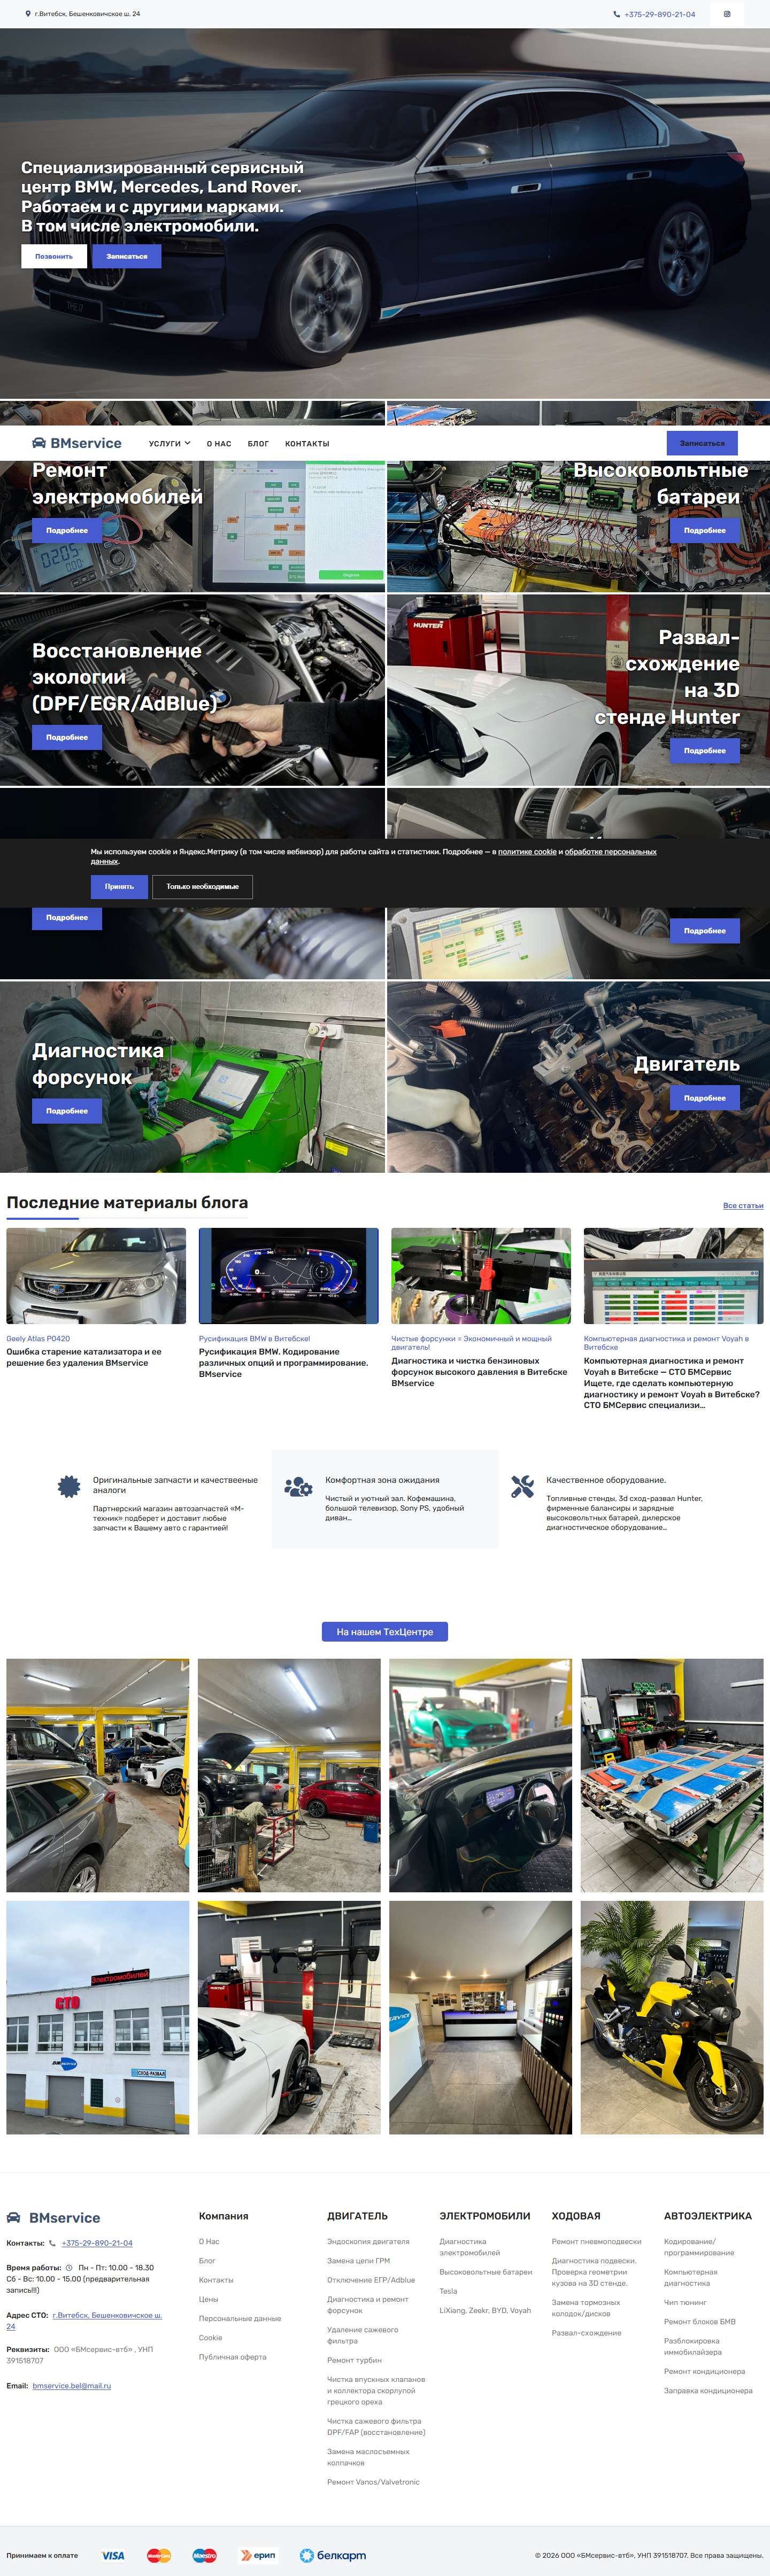 г.Витебск, Бешенковичское ш. 24
+375-29-890-21-04
Специализированный сервисный
центр BMW, Mercedes, Land Rover.
Работаем и с другими марками.
В том числе электромобили.
Позвонить
Записаться
BMservice
УСЛУГИ
О НАС
БЛОГ
КОНТАКТЫ
Записаться
Ремонт
электромобилей
Подробнее
Высоковольтные
батареи
Подробнее
Восстановление
экологии
(DPF/EGR/AdBlue)
Подробнее
HUNTER
Развал-
схождение
на 3D
стенде Hunter
Подробнее
Мы используем cookie и Яндекс.Метрику (в том числе вебвизор) для работы сайта и статистики. Подробнее — в политике cookie и обработке персональных
данных.
Принять
Только необходимые
Подробнее
Подробнее
Диагностика
форсунок
Подробнее
Двигатель
Подробнее
Последние материалы блога
Все статьи
Geely Atlas P0420
Ошибка старение катализатора и ее
решение без удаления BMservice
Русификация BMW в Витебске!
Русификация BMW. Кодирование
различных опций и программирование.
BMservice
Чистые форсунки = Экономичный и мощный
двигатель!
Диагностика и чистка бензиновых
форсунок высокого давления в Витебске
BMservice
Компьютерная диагностика и ремонт Voyah в
Витебске
Компьютерная диагностика и ремонт
Voyah в Витебске — СТО БМСервис
Ищете, где сделать компьютерную
диагностику и ремонт Voyah в Витебске?
СТО БМСервис специализи...
Оригинальные запчасти и качествееные
аналоги
Партнерский магазин автозапчастей «М-
техник» подберет и доставит любые
запчасти к Вашему авто с гарантией!
Комфортная зона ожидания
Чистый и уютный зал. Кофемашина,
большой телевизор, Sony PS, удобный
диван...
Качественное оборудование.
Топливные стенды, 3d сход-развал Hunter,
фирменные балансиры и зарядные
высоковольтных батарей, дилерское
диагностическое оборудование...
На нашем ТехЦентре
Электромобилей
СТО
СХОД-РАЗВАЛ
BMservice
Контакты: +375-29-890-21-04
Время работы: Пн - Пт: 10.00 – 18.30
Сб - Вс: 10.00 - 15.00 (предварительная
запись!!!)
Адрес СТО: г.Витебск, Бешенковичское ш.
24
Реквизиты: ООО «БМсервис-втб» , УНП
391518707
Email: bmservice.bel@mail.ru
Компания
О Нас
Блог
Контакты
Цены
Персональные данные
Cookie
Публичная оферта
ДВИГАТЕЛЬ
Эндоскопия двигателя
Замена цепи ГРМ
Отключение ЕГР/Adblue
Диагностика и ремонт
форсунок
Удаление сажевого
фильтра
Ремонт турбин
Чистка впускных клапанов
и коллектора скорлупой
грецкого ореха
Чистка сажевого фильтра
DPF/FAP (восстановление)
Замена маслосъемных
колпачков
Ремонт Vanos/Valvetronic
ЭЛЕКТРОМОБИЛИ
Диагностика
электромобилей
Высоковольтные батареи
Tesla
LiXiang, Zeekr, BYD, Voyah
ХОДОВАЯ
Ремонт пневмоподвески
Диагностика подвески.
Проверка геометрии
кузова на 3D стенде.
Замена тормозных
колодок/дисков
Развал-схождение
АВТОЭЛЕКТРИКА
Кодирование/
программирование
Компьютерная
диагностика
Чип тюнинг
Ремонт блоков БМВ
Разблокировка
иммобилайзера
Ремонт кондиционера
Заправка кондиционера
Принимаем к оплате
VISA
MasterCard
Maestro
ерип
белкарт
© 2026 ООО «БМсервис-втб», УНП 391518707. Все права защищены.